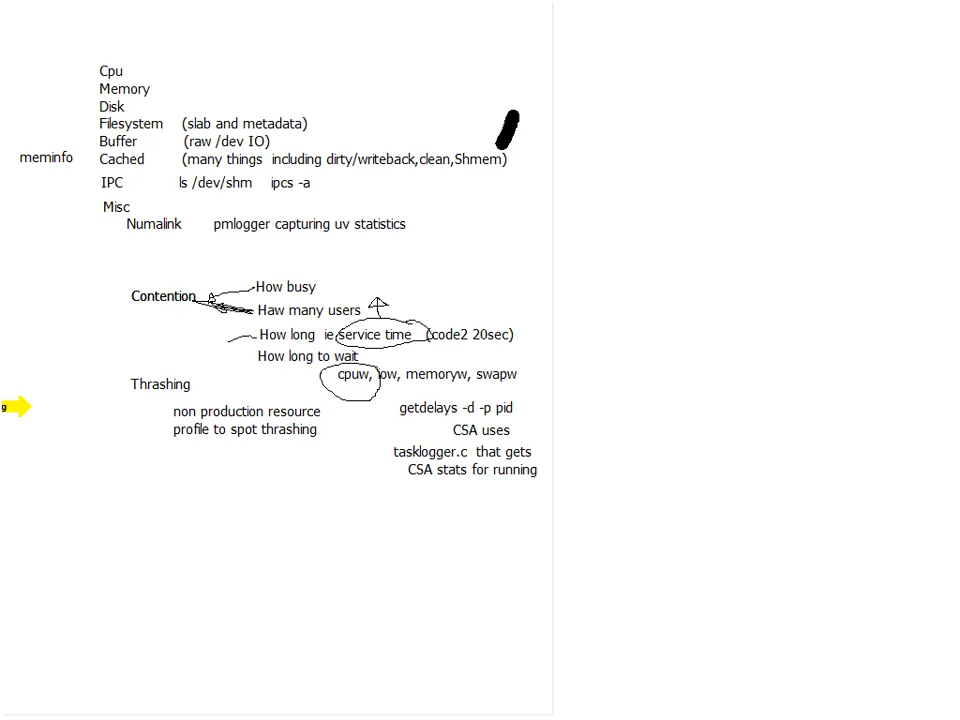 Cpu
Memory
Disk
Filesystem (slab and metadata)
Buffer (raw /dev IO)
meminfo Cached (many things including dirty/writeback,clean,Shmem)
IPC ls /dev/shm ipcs -a
Misc
Numalink pmlogger capturing uv statistics
How busy
Contention
Haw many users
How long ie service time (code2 20sec)
How long to wait
cpuw, iow, memoryw, swapw
Thrashing
g
non production resource
profile to spot thrashing
getdelays -d -p pid
CSA uses
tasklogger.c that gets
CSA stats for running